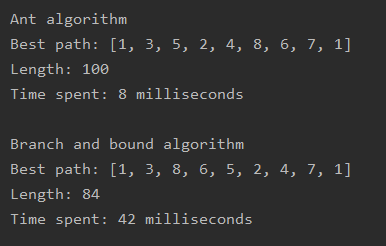 Ant algorithm
Best path: [1, 3, 5, 2, 4, 8, 6, 7, 1]
Length: 100
Time spent: 8 milliseconds
Branch and bound algorithm
Best path: [1, 3, 8, 6, 5, 2, 4, 7, 1]
Length: 84
Time spent: 42 milliseconds